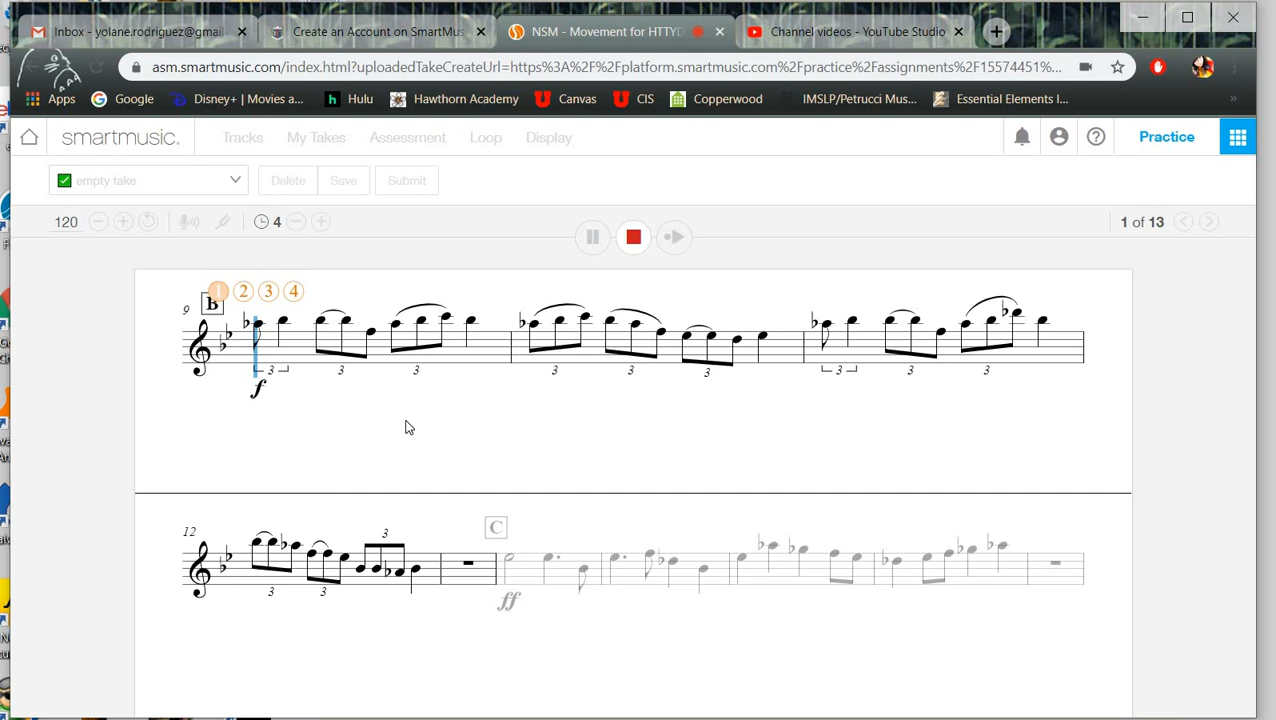 Inbox - yolane.rodriguez@gmail
Create an Account on SmartMus
NSM - Movement for HTTYD
Channel videos - YouTube Studio
asm.smartmusic.com/index.html?uploadedTakeCreateUrl=https%3A%2F%2Fplatform.smartmusic.com%2Fpractice%2Fassignments%2F15574451%...
Apps Google Disney+ | Movies a... Hulu Hawthorn Academy Canvas CIS Copperwood IMSLP/Petrucci Mus... Essential Elements I... »
smartmusic. Tracks My Takes Assessment Loop Display Practice
empty take Delete Save Submit
120 4 1 of 13
9 B 1 2 3 4
3 3 3 3 3 3 3 3 3
f
12 3 C
3 3 ff